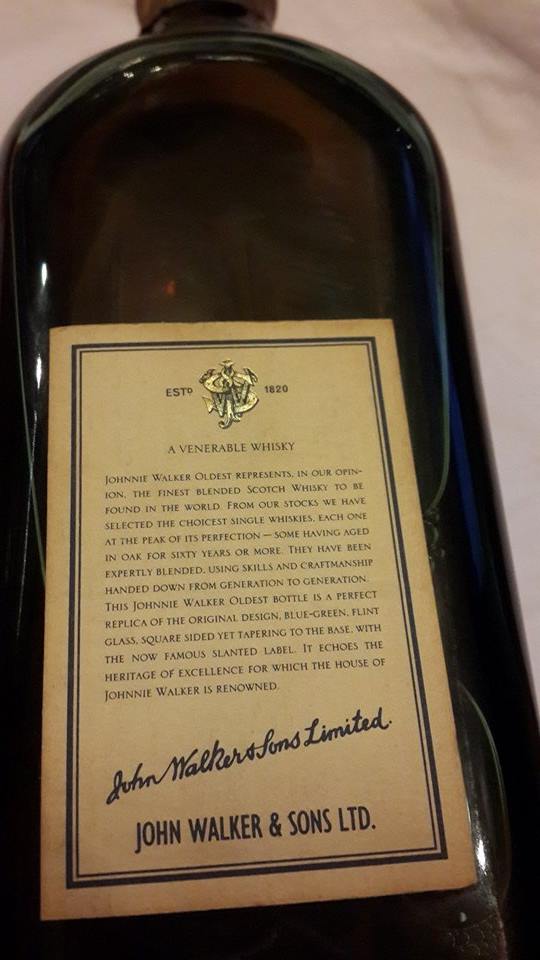 ESTD 1820
A VENERABLE WHISKY
JOHNNIE WALKER OLDEST REPRESENTS, IN OUR OPIN-
ION, THE FINEST BLENDED SCOTCH WHISKY TO BE
FOUND IN THE WORLD. FROM OUR STOCKS WE HAVE
SELECTED THE CHOICEST SINGLE WHISKIES, EACH ONE
AT THE PEAK OF ITS PERFECTION — SOME HAVING AGED
IN OAK FOR SIXTY YEARS OR MORE. THEY HAVE BEEN
EXPERTLY BLENDED, USING SKILLS AND CRAFTMANSHIP
HANDED DOWN FROM GENERATION TO GENERATION.
THIS JOHNNIE WALKER OLDEST BOTTLE IS A PERFECT
REPLICA OF THE ORIGINAL DESIGN, BLUE-GREEN, FLINT
GLASS, SQUARE SIDED YET TAPERING TO THE BASE, WITH
THE NOW FAMOUS SLANTED LABEL. IT ECHOES THE
HERITAGE OF EXCELLENCE FOR WHICH THE HOUSE OF
JOHNNIE WALKER IS RENOWNED.
John Walker & Sons Limited.
JOHN WALKER & SONS LTD.